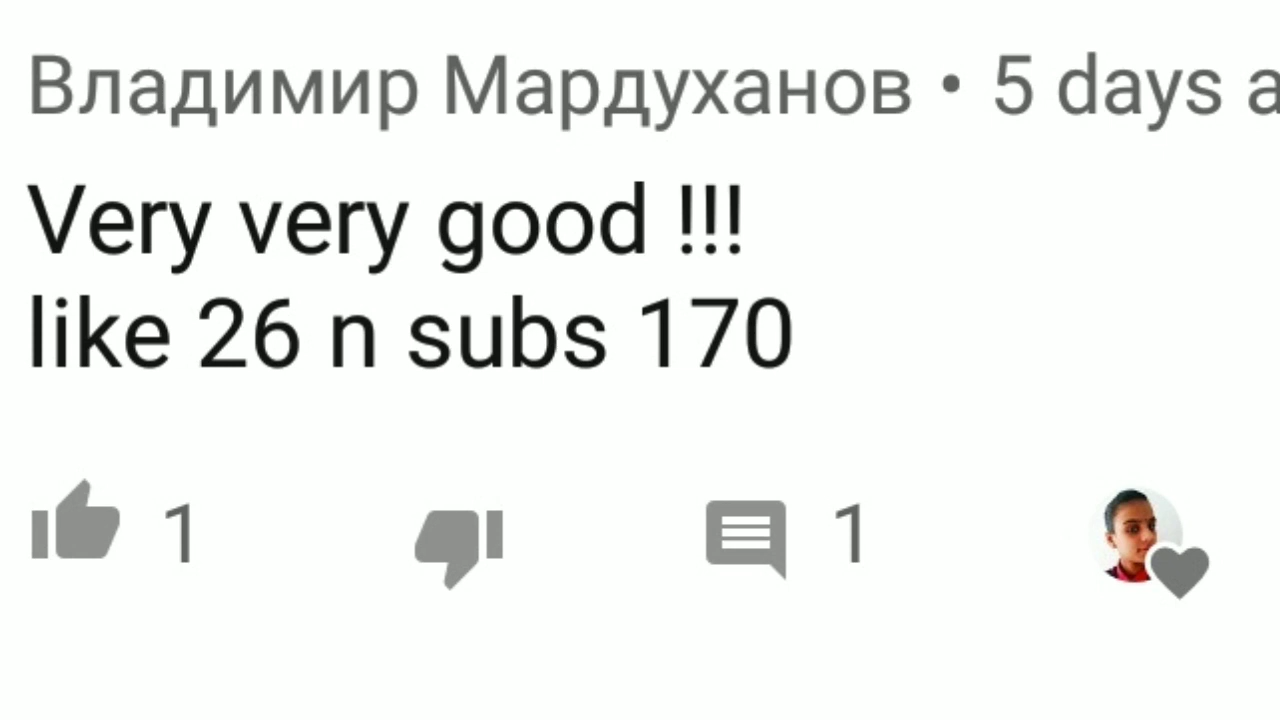 Владимир Мардуханов • 5 days a
Very very good !!!
like 26 n subs 170
1 1